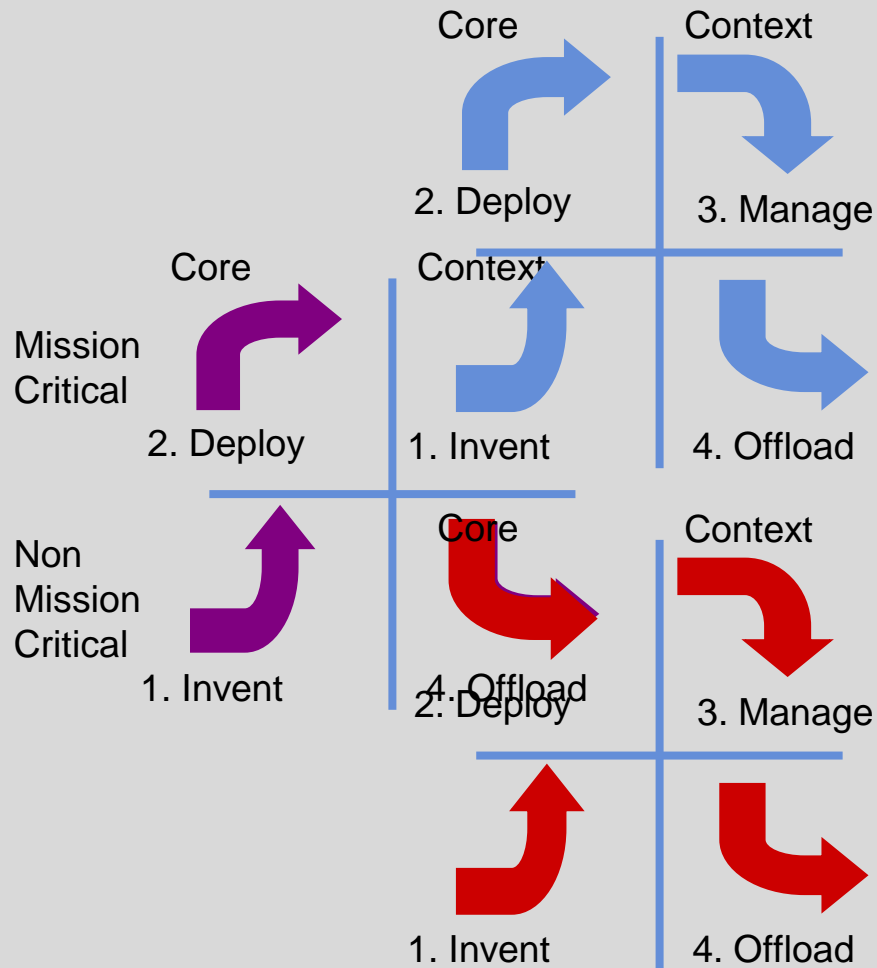 Core
Context
2. Deploy
3. Manage
Core
Context
Mission
Critical
2. Deploy
1. Invent
4. Offload
Core
Context
Non
Mission
Critical
1. Invent
4. Offload
2. Deploy
3. Manage
1. Invent
4. Offload